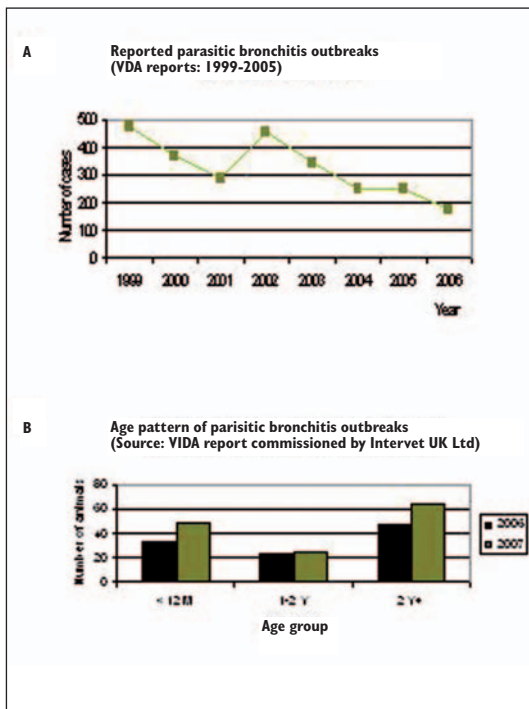 A
Reported parasitic bronchitis outbreaks
(VDA reports: 1999-2005)
Number of cases
500
400
300
200
100
0
1999 2000 2001 2002 2003 2004 2005 2006
Year
B
Age pattern of parisitic bronchitis outbreaks
(Source: VIDA report commissioned by Intervet UK Ltd)
Number of animals
80
60
40
20
0
< 12 M 1-2 Y 2 Y+
2006
2007
Age group